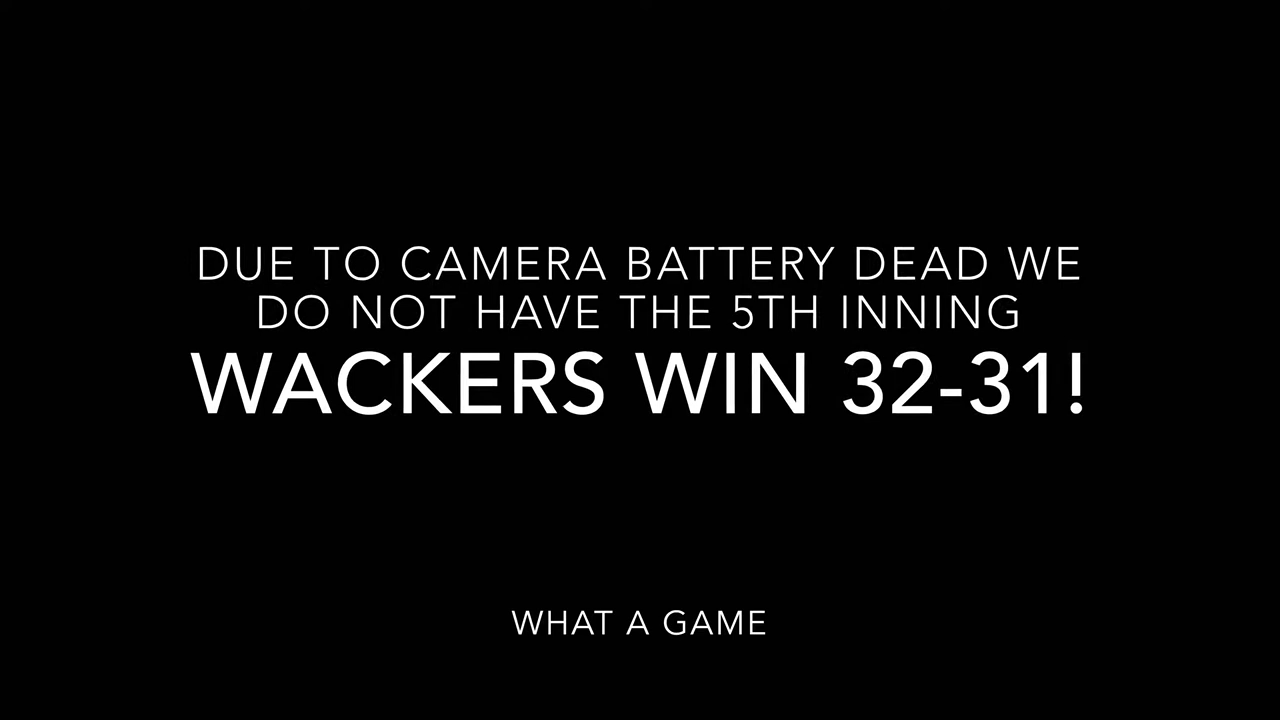 DUE TO CAMERA BATTERY DEAD WE
DO NOT HAVE THE 5TH INNING
WACKERS WIN 32-31!
WHAT A GAME